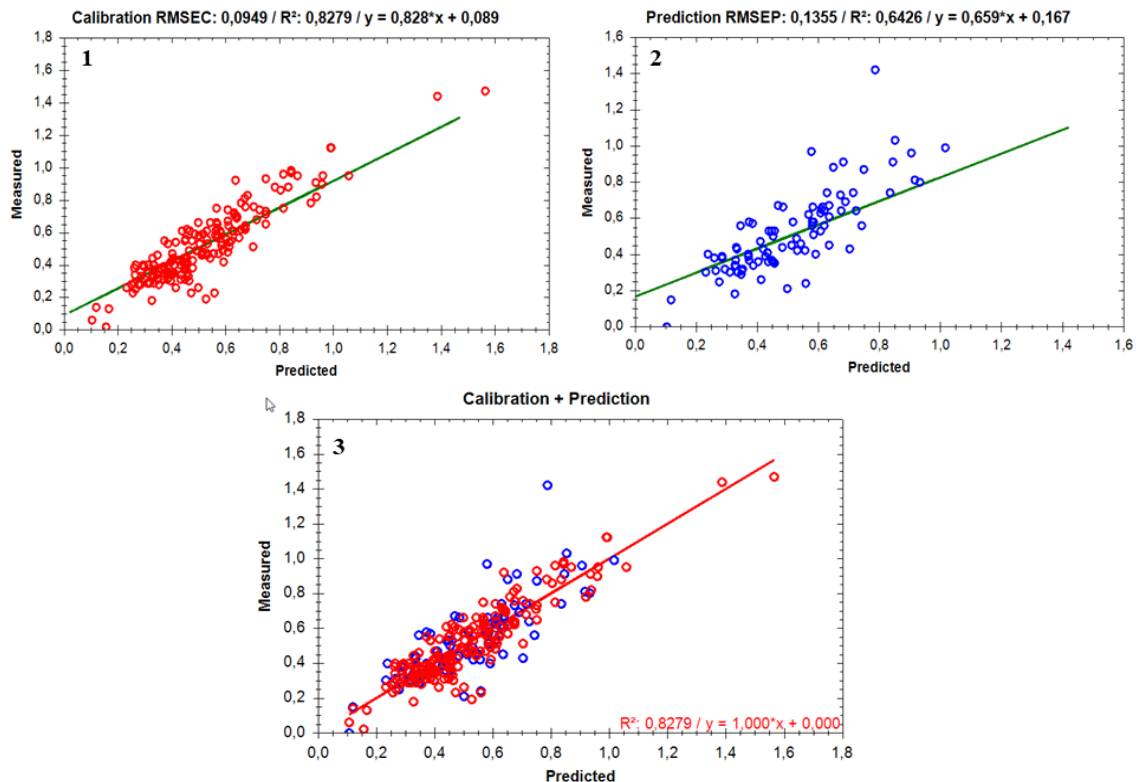 Calibration RMSEC: 0,0949 / R²: 0,8279 / y = 0,828*x + 0,089
1
Measured
1,8
1,6
1,4
1,2
1,0
0,8
0,6
0,4
0,2
0,0
0,0 0,2 0,4 0,6 0,8 1,0 1,2 1,4 1,6 1,8
Predicted
Prediction RMSEP: 0,1355 / R²: 0,6426 / y = 0,659*x + 0,167
2
Measured
1,6
1,4
1,2
1,0
0,8
0,6
0,4
0,2
0,0
0,0 0,2 0,4 0,6 0,8 1,0 1,2 1,4 1,6
Predicted
Calibration + Prediction
3
Measured
1,8
1,6
1,4
1,2
1,0
0,8
0,6
0,4
0,2
0,0
R²: 0,8279 / y = 1,000*x + 0,000
0,0 0,2 0,4 0,6 0,8 1,0 1,2 1,4 1,6 1,8
Predicted